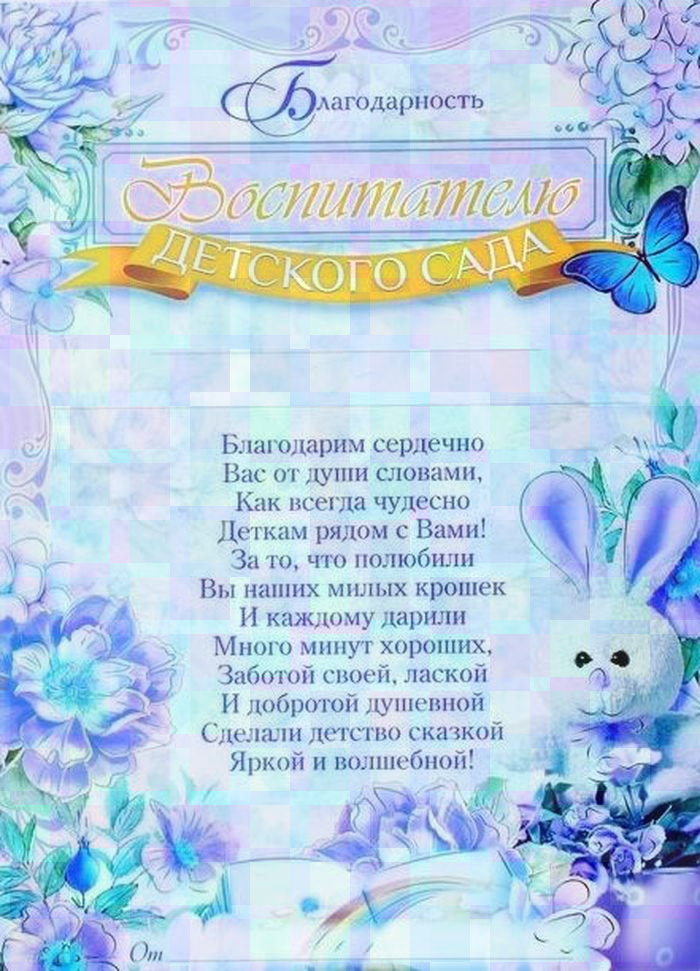 Благодарность
Воспитателю
ДЕТСКОГО САДА
Благодарим сердечно
Вас от души словами,
Как всегда чудесно
Деткам рядом с Вами!
За то, что полюбили
Вы наших милых крошек
И каждому дарили
Много минут хороших,
Заботой своей, лаской
И добротой душевной
Сделали детство сказкой
Яркой и волшебной!
От